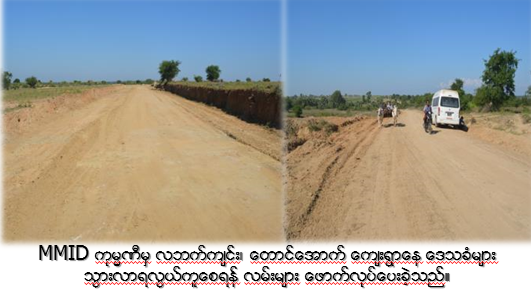 MMID ကုမ္ပဏီမှ လဘက်ကျင်း၊ တောင်အောက် ကျေးရွာနေ ဒေသခံများ
သွားလာရလွယ်ကူစေရန် လမ်းများ ဖောက်လုပ်ပေးခဲ့သည်။